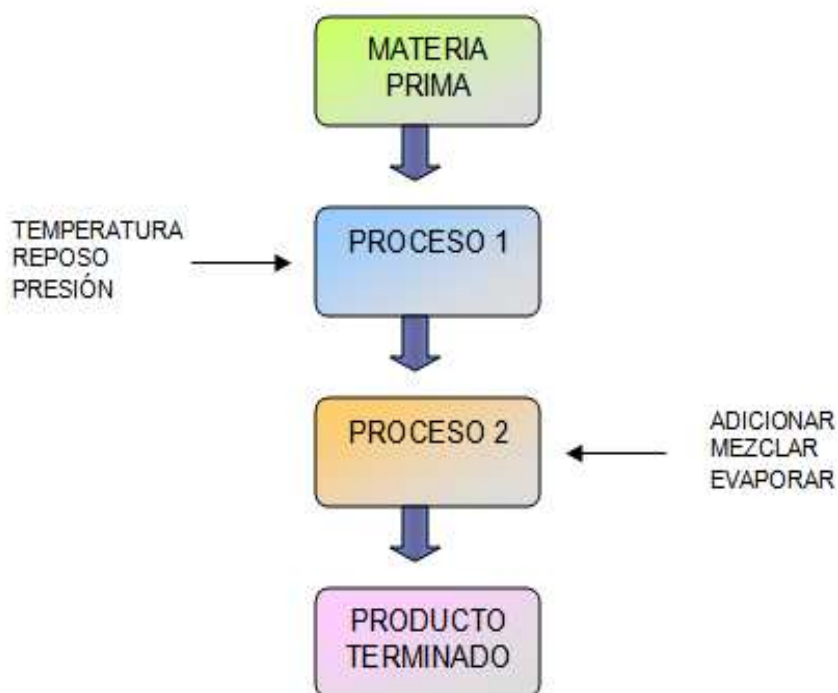 MATERIA
PRIMA
TEMPERATURA
REPOSO
PRESIÓN
PROCESO 1
PROCESO 2
ADICIONAR
MEZCLAR
EVAPORAR
PRODUCTO
TERMINADO